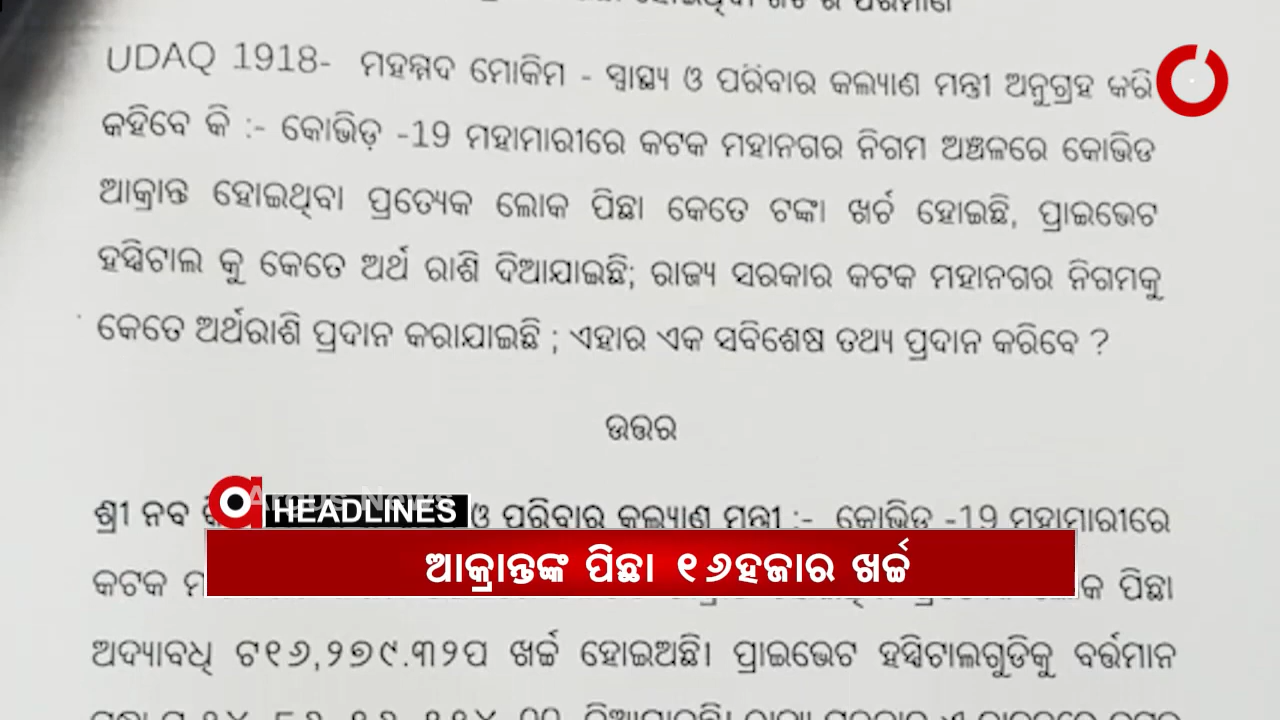 UDAQ 1918- ମହମ୍ମଦ ମୋକିମ - ସ୍ୱାସ୍ଥ୍ୟ ଓ ପରିବାର କଲ୍ୟାଣ ମନ୍ତ୍ରୀ ଅନୁଗ୍ରହ କରି
କହିବେ କି :- କୋଭିଡ଼ -19 ମହାମାରୀରେ କଟକ ମହାନଗର ନିଗମ ଅଞ୍ଚଳରେ କୋଭିଡ
ଆକ୍ରାନ୍ତ ହୋଇଥିବା ପ୍ରତ୍ୟେକ ଲୋକ ପିଛା କେତେ ଟଙ୍କା ଖର୍ଚ ହୋଇଛି, ପ୍ରାଇଭେଟ
ହସ୍ପିଟାଲ କୁ କେତେ ଅର୍ଥ ରାଶି ଦିଆଯାଇଛି; ରାଜ୍ୟ ସରକାର କଟକ ମହାନଗର ନିଗମକୁ
କେତେ ଅର୍ଥରାଶି ପ୍ରଦାନ କରାଯାଇଛି ; ଏହାର ଏକ ସବିଶେଷ ତଥ୍ୟ ପ୍ରଦାନ କରିବେ ?
ଉତ୍ତର
ଶ୍ରୀ ନବ ଓ ପରିବାର କଲ୍ୟାଣ ମନ୍ତ୍ରୀ :- କୋଭିଡ -19 ମହାମାରୀରେ
HEADLINES
ଆକ୍ରାନ୍ତଙ୍କ ପିଛା ୧୬ହଜାର ଖର୍ଚ୍ଚ
କଟକ ପିଛା
ଅଦ୍ୟାବଧି ଟ୧୬,୨୭୯.୩୨ପ ଖର୍ଚ୍ଚ ହୋଇଅଛି। ପ୍ରାଇଭେଟ ହସ୍ପିଟାଲଗୁଡିକୁ ବର୍ତ୍ତମାନ